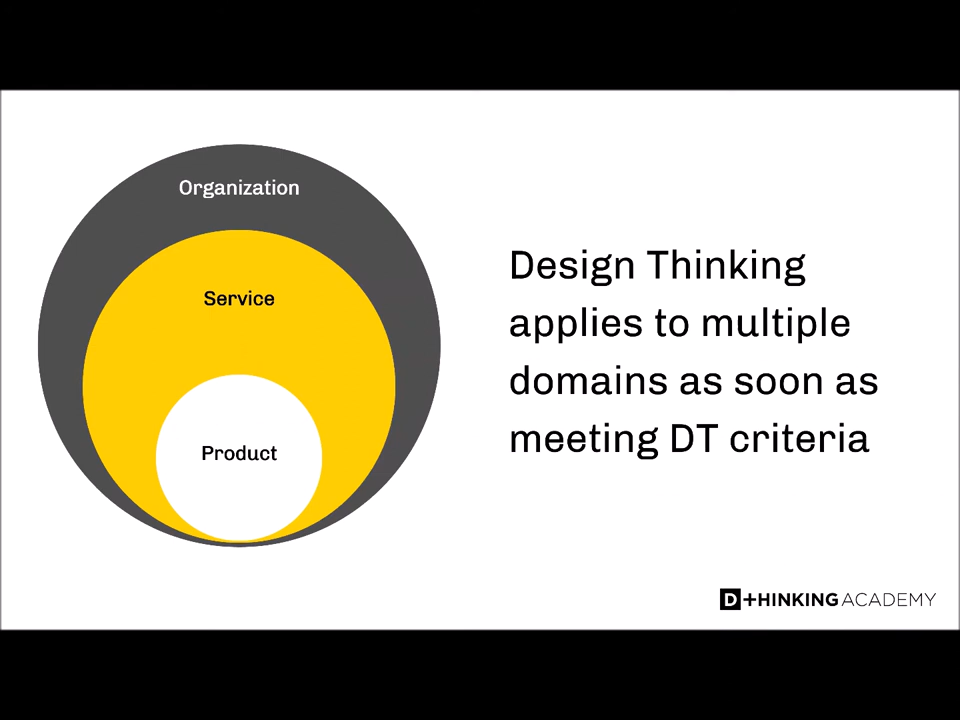 Organization
Service
Product
Design Thinking
applies to multiple
domains as soon as
meeting DT criteria
D+HINKING ACADEMY